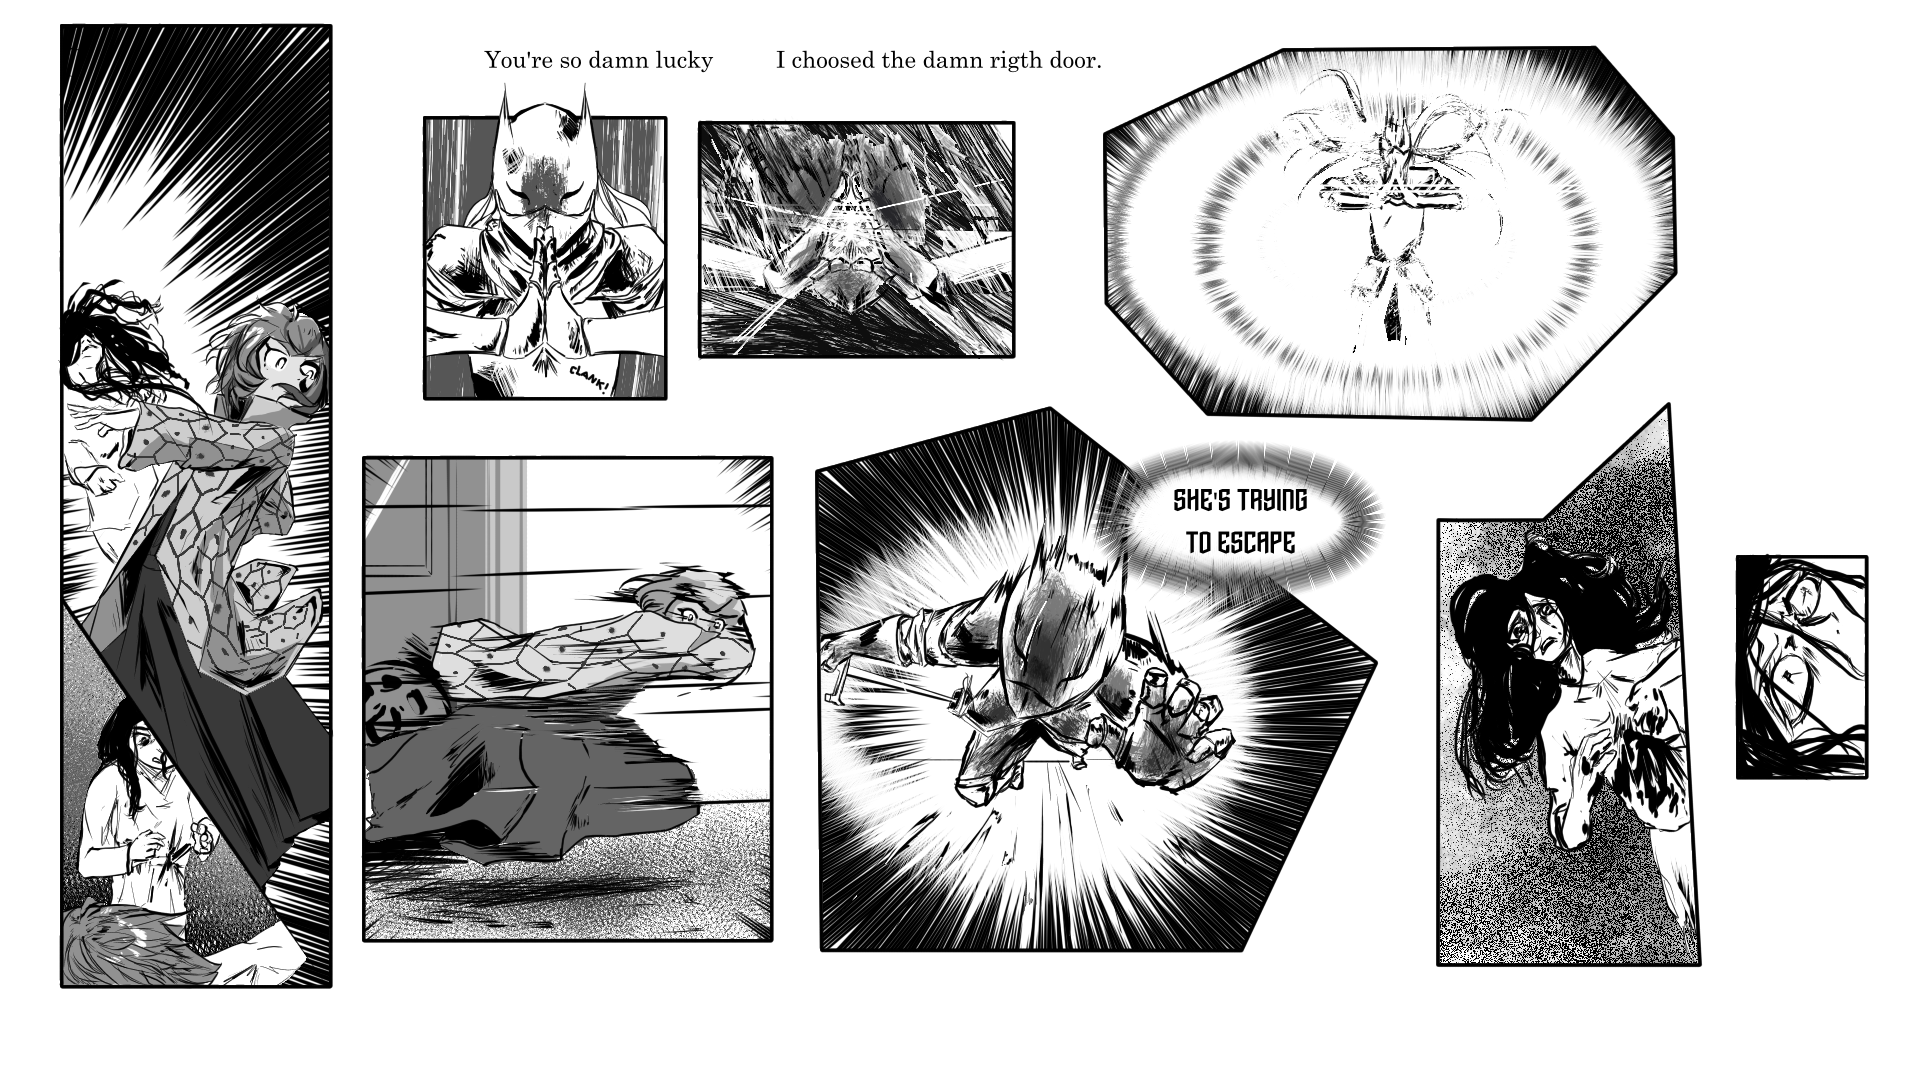 You're so damn lucky
I choosed the damn rigth door.
CLANK!
SHE'S TRYING
TO ESCAPE